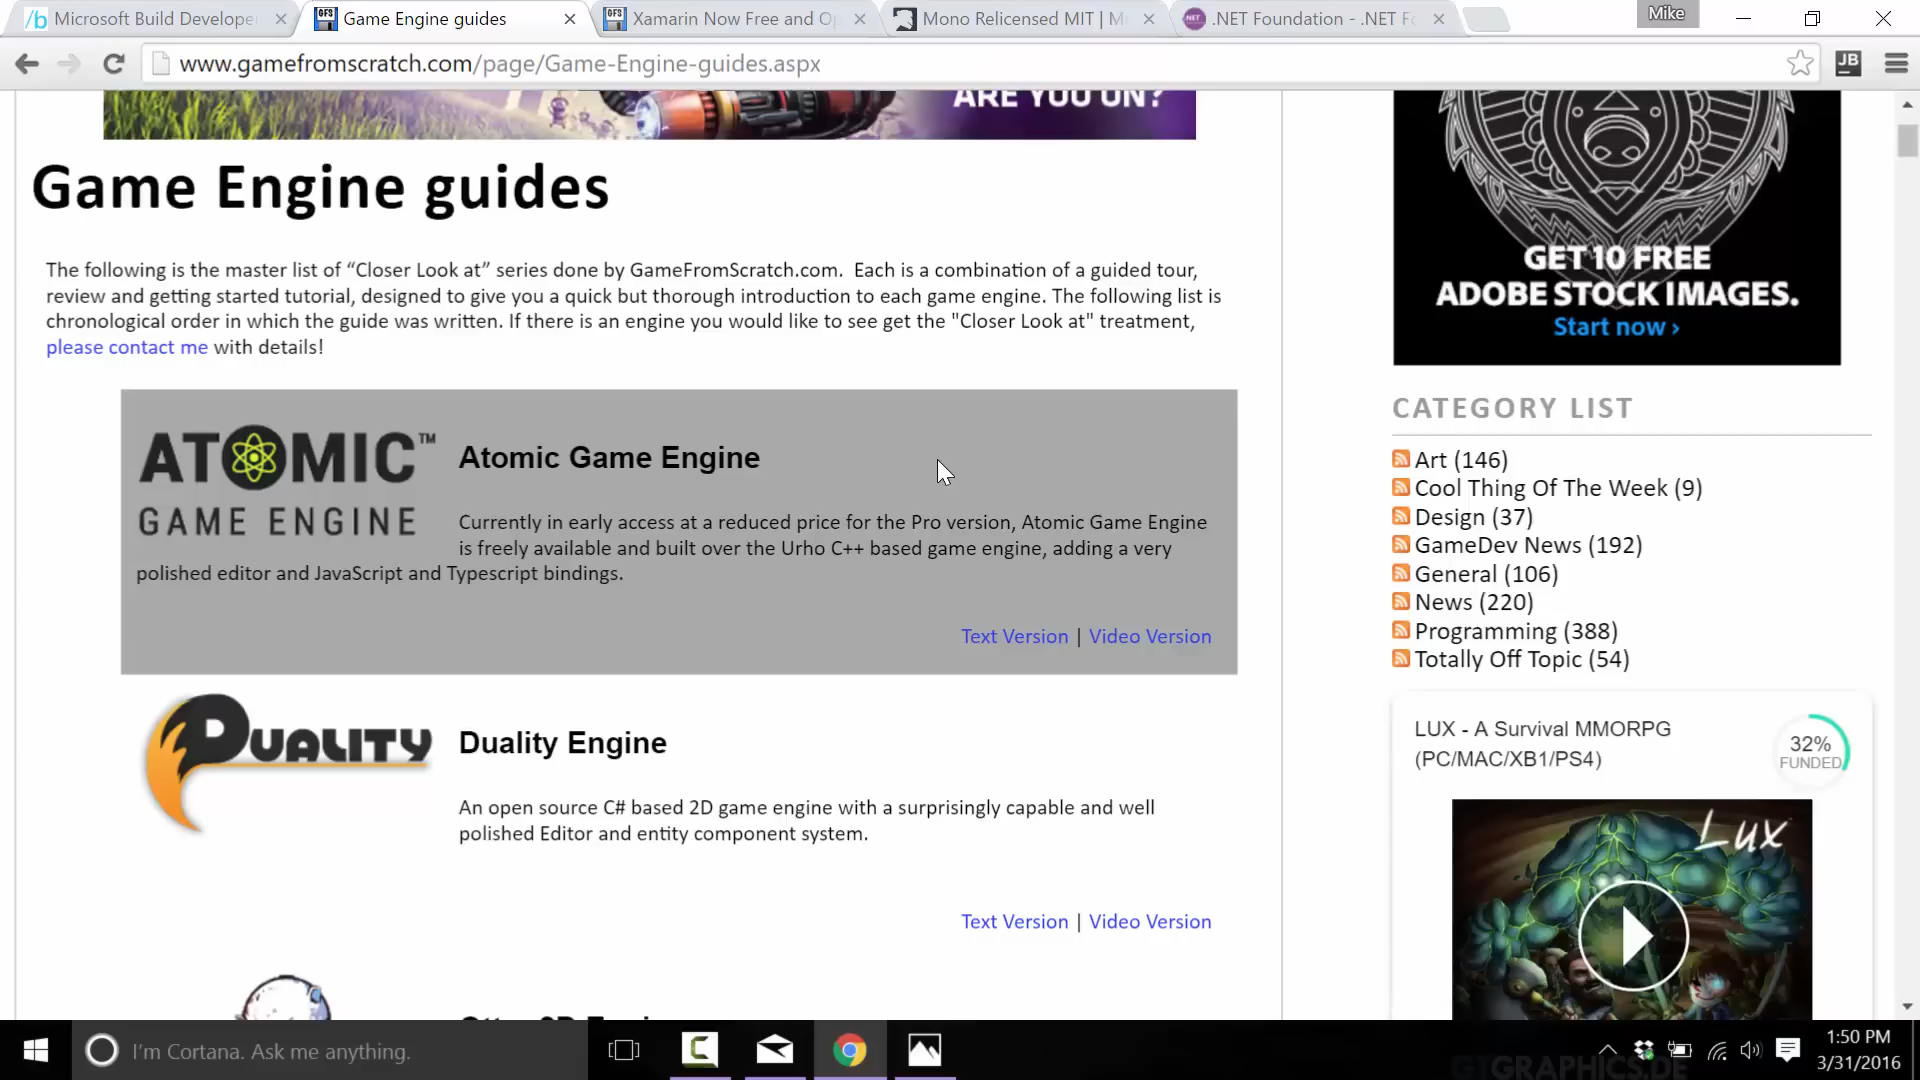 Microsoft Build Develope
Game Engine guides
Xamarin Now Free and Op
Mono Relicensed MIT | M
.NET Foundation - .NET Fo
Mike
www.gamefromscratch.com/page/Game-Engine-guides.aspx
JB
ARE YOU ON?
Game Engine guides
The following is the master list of “Closer Look at” series done by GameFromScratch.com.  Each is a combination of a guided tour,
review and getting started tutorial, designed to give you a quick but thorough introduction to each game engine. The following list is
chronological order in which the guide was written. If there is an engine you would like to see get the "Closer Look at" treatment,
please contact me with details!
ATOMIC™
GAME ENGINE
Atomic Game Engine
Currently in early access at a reduced price for the Pro version, Atomic Game Engine
is freely available and built over the Urho C++ based game engine, adding a very
polished editor and JavaScript and Typescript bindings.
Text Version | Video Version
DUALITY
Duality Engine
An open source C# based 2D game engine with a surprisingly capable and well
polished Editor and entity component system.
Text Version | Video Version
GET 10 FREE
ADOBE STOCK IMAGES.
Start now ›
CATEGORY LIST
Art (146)
Cool Thing Of The Week (9)
Design (37)
GameDev News (192)
General (106)
News (220)
Programming (388)
Totally Off Topic (54)
LUX - A Survival MMORPG
(PC/MAC/XB1/PS4)
32%
FUNDED
Lux
I'm Cortana. Ask me anything.
1:50 PM
3/31/2016
GTGRAPHICS.DE